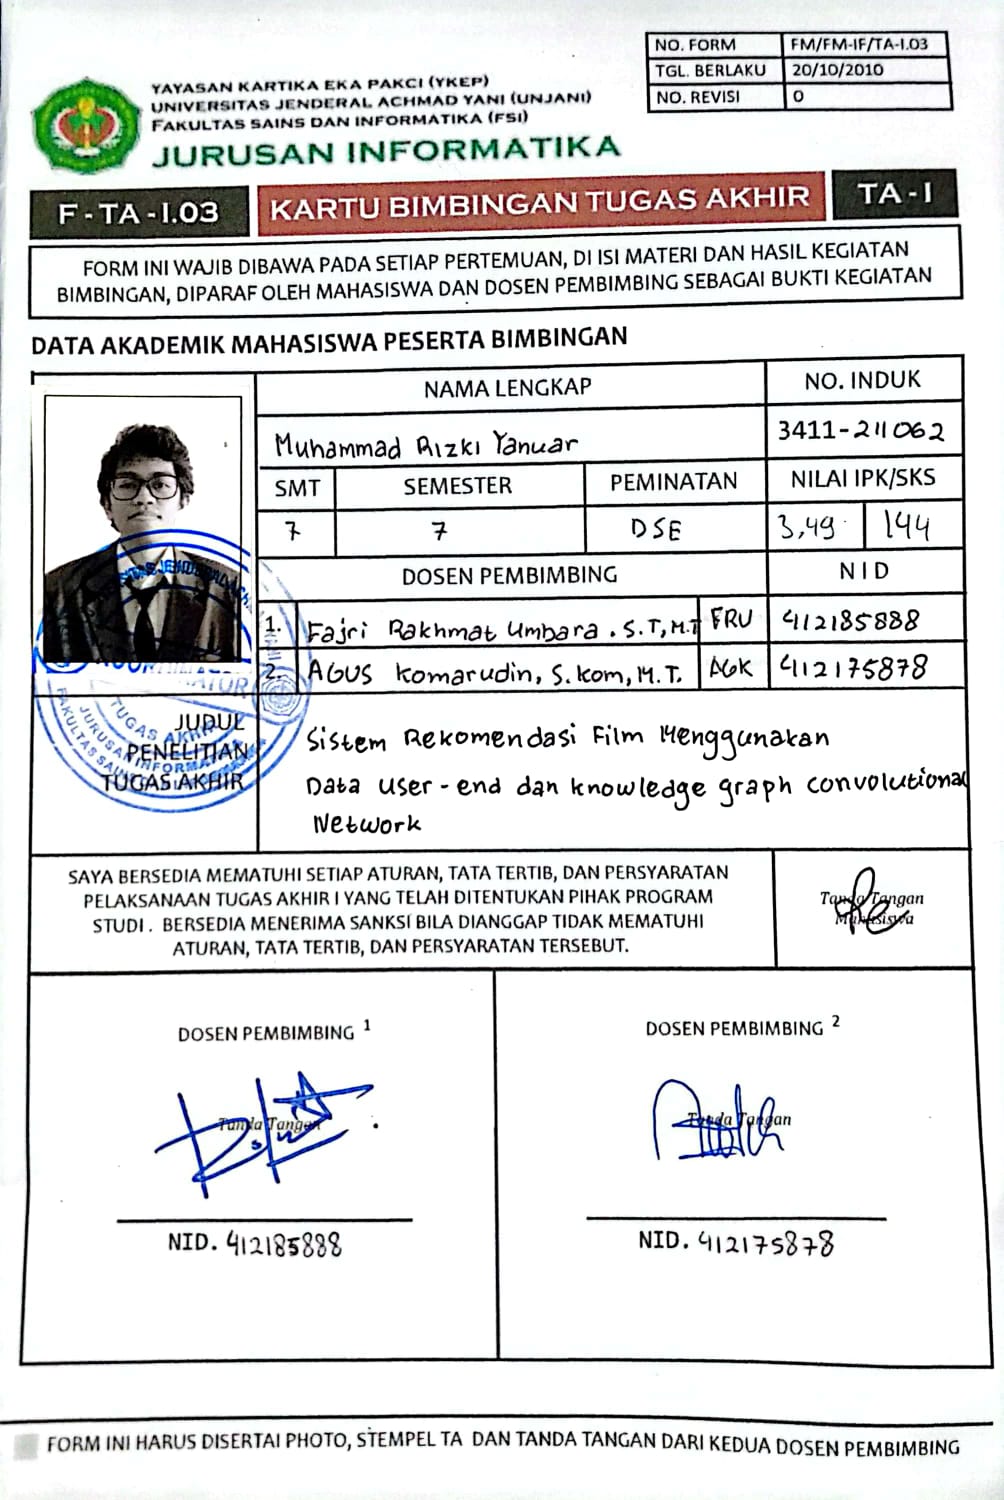 NO. FORM FM/FM-IF/TA-I.03
TGL. BERLAKU 20/10/2010
NO. REVISI 0
YAYASAN KARTIKA EKA PAKCI (YKEP)
UNIVERSITAS JENDERAL ACHMAD YANI (UNJANI)
FAKULTAS SAINS DAN INFORMATIKA (FSI)
JURUSAN INFORMATIKA
F - TA - I.03 KARTU BIMBINGAN TUGAS AKHIR TA - I
FORM INI WAJIB DIBAWA PADA SETIAP PERTEMUAN, DI ISI MATERI DAN HASIL KEGIATAN
BIMBINGAN, DIPARAF OLEH MAHASISWA DAN DOSEN PEMBIMBING SEBAGAI BUKTI KEGIATAN
DATA AKADEMIK MAHASISWA PESERTA BIMBINGAN
NAMA LENGKAP NO. INDUK
Muhammad Rizki Yanuar 3411-211062
SMT SEMESTER PEMINATAN NILAI IPK/SKS
7 7 DSE 3,49 144
DOSEN PEMBIMBING NID
1. Fajri Rakhmat Umbara . S.T, M.T FRU 412185888
2. AGUS Komarudin, S.Kom, M.T. AGK 412175878
JUDUL
PENELITIAN
TUGAS AKHIR
Sistem Rekomendasi Film Menggunakan
Data user-end dan knowledge graph convolutional
Network
TUGAS AKHIR
JURUSAN INFORMATIKA
SAYA BERSEDIA MEMATUHI SETIAP ATURAN, TATA TERTIB, DAN PERSYARATAN
PELAKSANAAN TUGAS AKHIR I YANG TELAH DITENTUKAN PIHAK PROGRAM
STUDI . BERSEDIA MENERIMA SANKSI BILA DIANGGAP TIDAK MEMATUHI
ATURAN, TATA TERTIB, DAN PERSYARATAN TERSEBUT.
Tanda Tangan
Mahasiswa
DOSEN PEMBIMBING 1 DOSEN PEMBIMBING 2
Tanda Tangan Tanda Tangan
NID. 412185888 NID. 412175878
FORM INI HARUS DISERTAI PHOTO, STEMPEL TA DAN TANDA TANGAN DARI KEDUA DOSEN PEMBIMBING